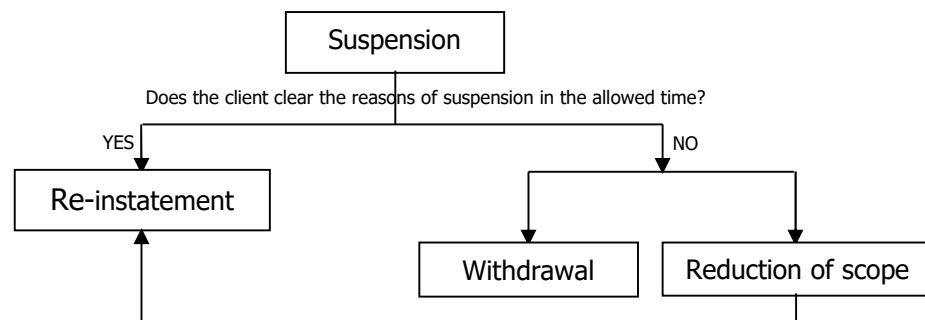 Suspension
Does the client clear the reasons of suspension in the allowed time?
YES
NO
Re-instatement
Withdrawal
Reduction of scope